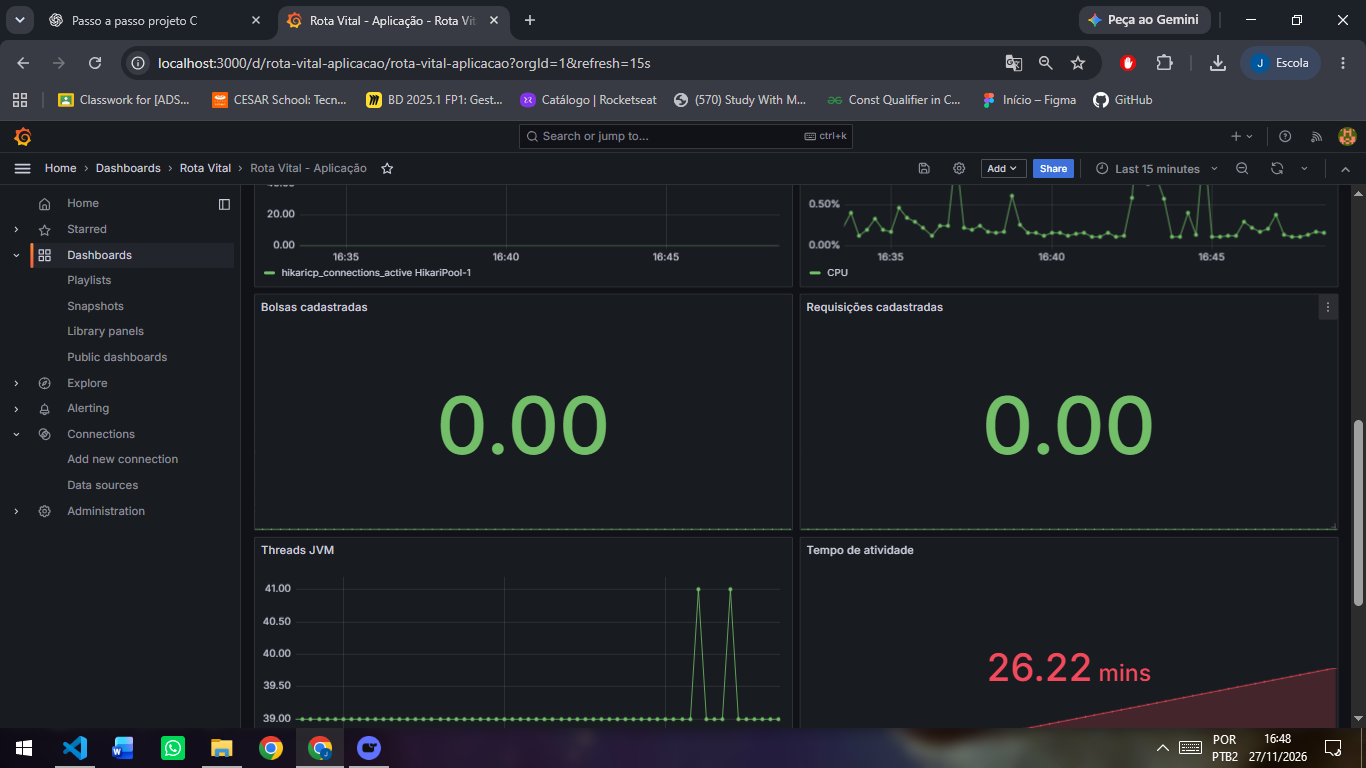 Passo a passo projeto C
Rota Vital - Aplicação - Rota Vit
Peça ao Gemini
localhost:3000/d/rota-vital-aplicacao/rota-vital-aplicacao?orgId=1&refresh=15s
J Escola
Classwork for [ADS...
CESAR School: Tecn...
BD 2025.1 FP1: Gest...
Catálogo | Rocketseat
(570) Study With M...
Const Qualifier in C...
Início – Figma
GitHub
Search or jump to...
ctrl+k
Home › Dashboards › Rota Vital › Rota Vital - Aplicação
Add
Share
Last 15 minutes
Home
Starred
Dashboards
Playlists
Snapshots
Library panels
Public dashboards
Explore
Alerting
Connections
Add new connection
Data sources
Administration
20.00
0.00
16:35 16:40 16:45
hikaricp_connections_active HikariPool-1
0.50%
0.00%
16:35 16:40 16:45
CPU
Bolsas cadastradas
0.00
Requisições cadastradas
0.00
Threads JVM
41.00
40.50
40.00
39.50
39.00
Tempo de atividade
26.22 mins
POR
PTB2
16:48
27/11/2026